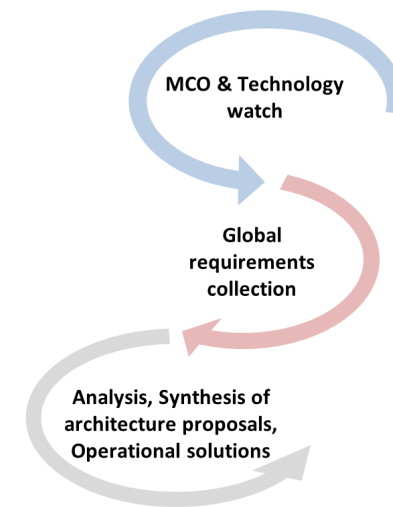 MCO & Technology
watch
Global
requirements
collection
Analysis, Synthesis of
architecture proposals,
Operational solutions